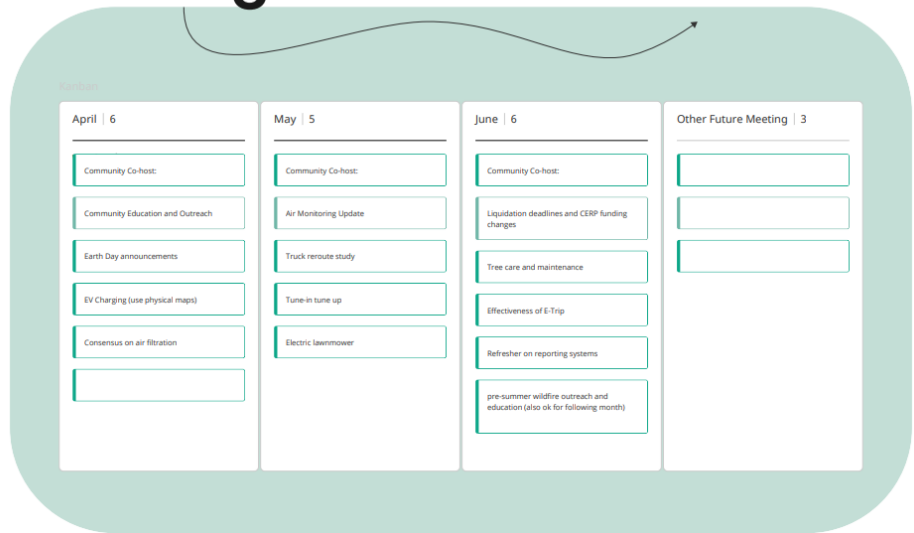 Kanban
April | 6
Community Co-host:
Community Education and Outreach
Earth Day announcements
EV Charging (use physical maps)
Consensus on air filtration
May | 5
Community Co-host:
Air Monitoring Update
Truck reroute study
Tune-in tune up
Electric lawnmower
June | 6
Community Co-host:
Liquidation deadlines and CERP funding
changes
Tree care and maintenance
Effectiveness of E-Trip
Refresher on reporting systems
pre-summer wildfire outreach and
education (also ok for following month)
Other Future Meeting | 3